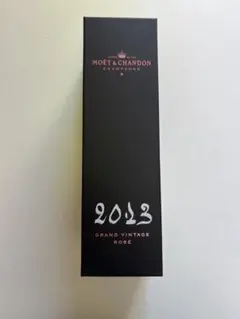 MOËT & CHANDON
CHAMPAGNE
2013
GRAND VINTAGE
ROSÉ